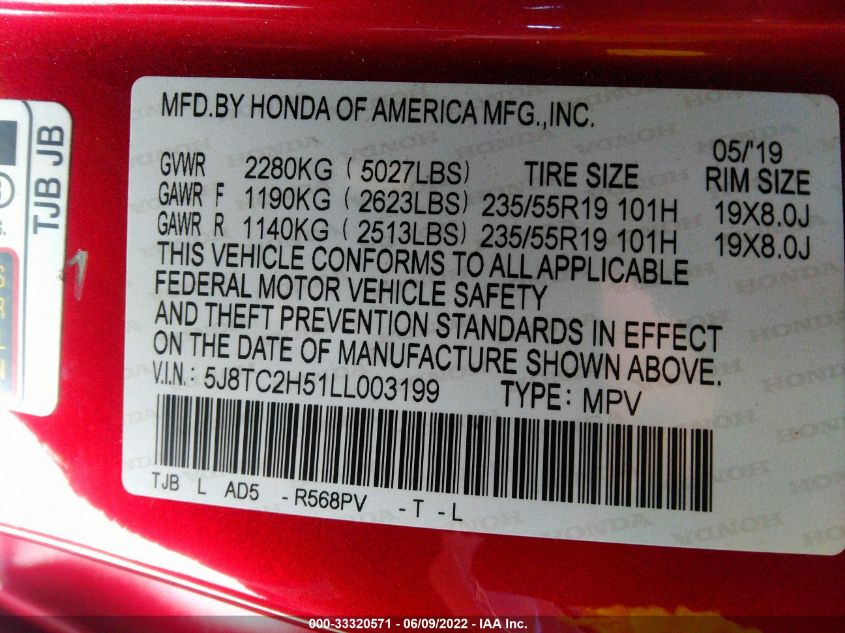 MFD.BY HONDA OF AMERICA MFG.,INC.
05/'19
GVWR 2280KG (5027LBS) TIRE SIZE RIM SIZE
GAWR F 1190KG (2623LBS) 235/55R19 101H 19X8.0J
GAWR R 1140KG (2513LBS) 235/55R19 101H 19X8.0J
THIS VEHICLE CONFORMS TO ALL APPLICABLE
FEDERAL MOTOR VEHICLE SAFETY
AND THEFT PREVENTION STANDARDS IN EFFECT
ON THE DATE OF MANUFACTURE SHOWN ABOVE.
V.I.N.: 5J8TC2H51LL003199 TYPE: MPV
TJB L AD5 -R568PV -T -L
TJB JB
000-33320571 - 06/09/2022 - IAA Inc.